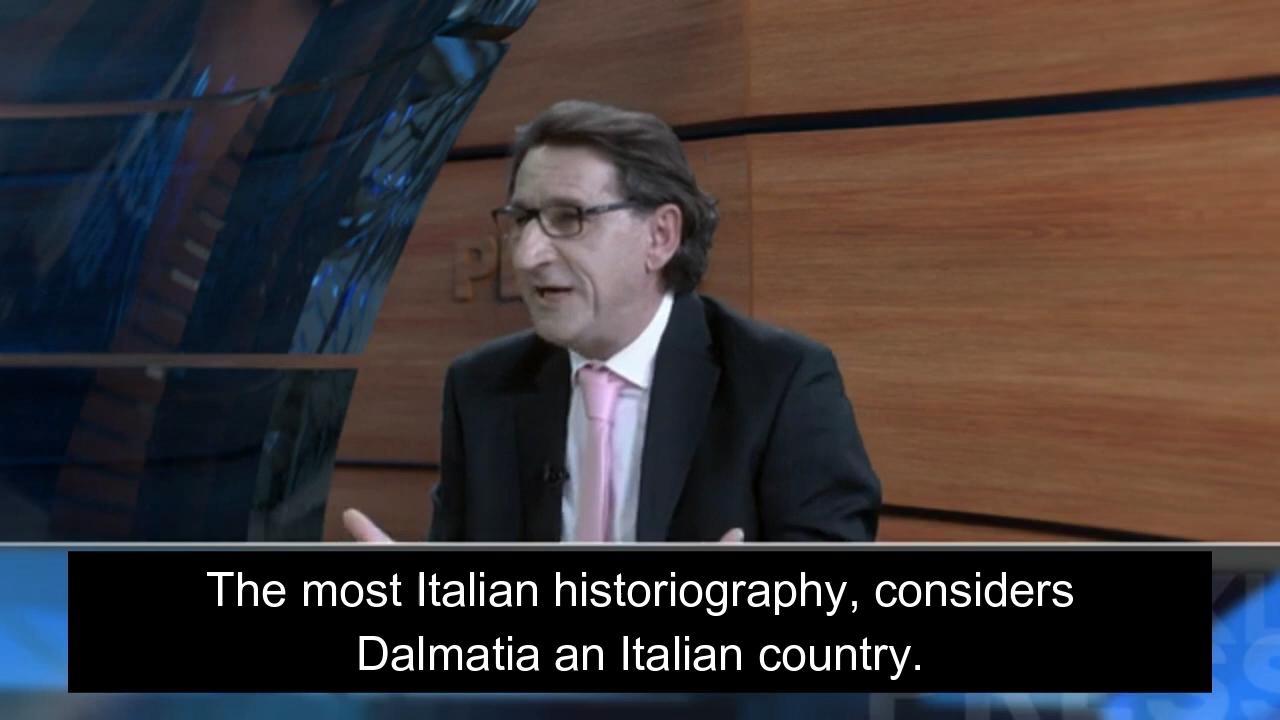 The most Italian historiography, considers
Dalmatia an Italian country.